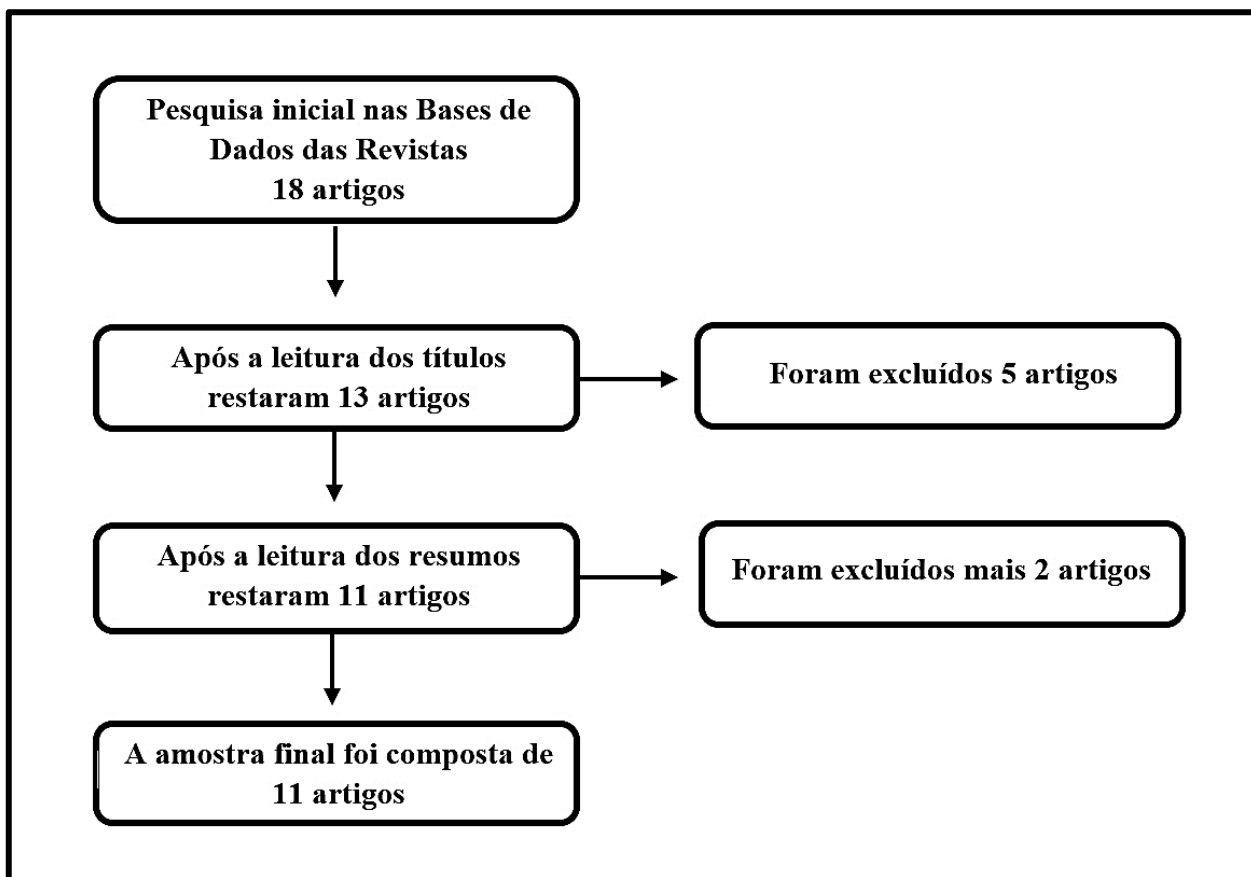 Pesquisa inicial nas Bases de
Dados das Revistas
18 artigos
Após a leitura dos títulos
restaram 13 artigos
Foram excluídos 5 artigos
Após a leitura dos resumos
restaram 11 artigos
Foram excluídos mais 2 artigos
A amostra final foi composta de
11 artigos